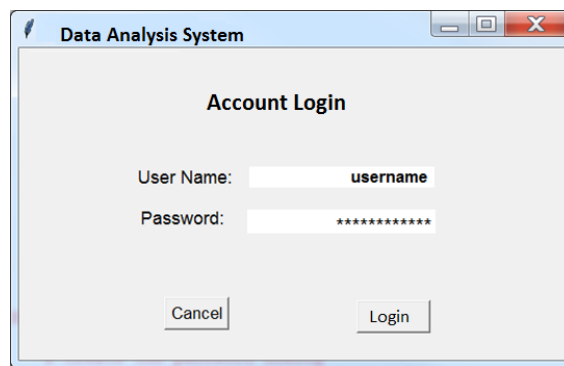 Data Analysis System
Account Login
User Name: username
Password: ************
Cancel Login